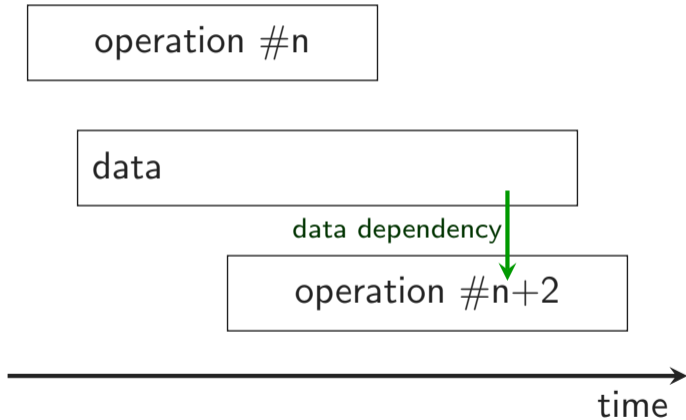 operation #n
data
data dependency
operation #n+2
time